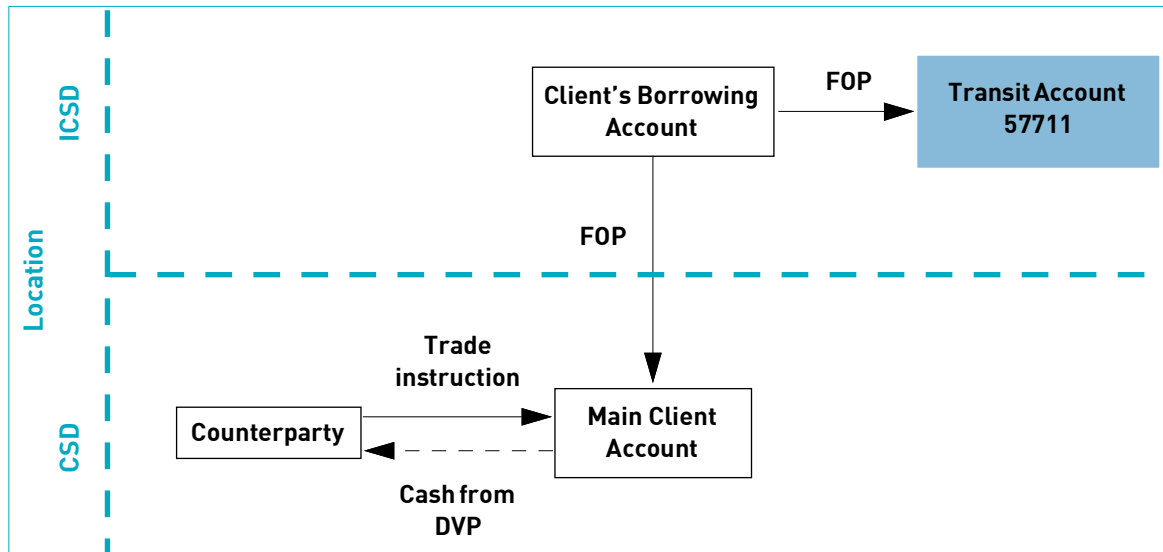 Location
ICSD
Client's Borrowing
Account
FOP
Transit Account
57711
FOP
CSD
Trade
instruction
Counterparty
Main Client
Account
Cash from
DVP